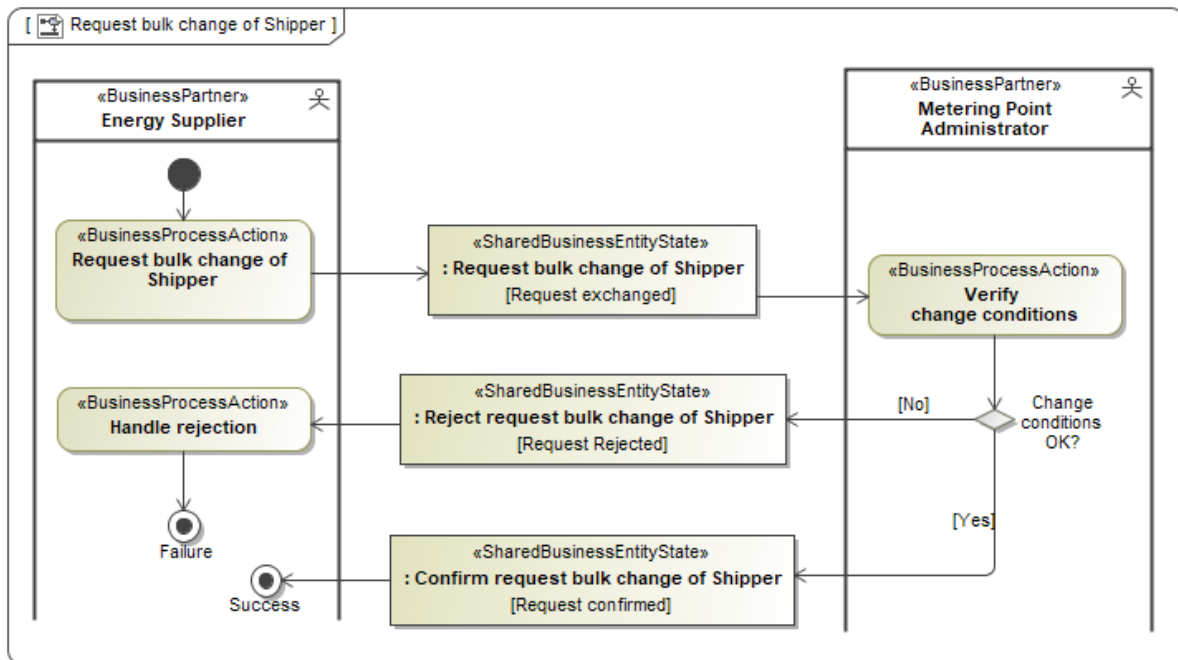 [ Request bulk change of Shipper ]
«BusinessPartner»
Energy Supplier
«BusinessPartner»
Metering Point
Administrator
«BusinessProcessAction»
Request bulk change of
Shipper
«SharedBusinessEntityState»
: Request bulk change of Shipper
[Request exchanged]
«BusinessProcessAction»
Verify
change conditions
«BusinessProcessAction»
Handle rejection
«SharedBusinessEntityState»
: Reject request bulk change of Shipper
[Request Rejected]
[No]
Change
conditions
OK?
[Yes]
Failure
«SharedBusinessEntityState»
: Confirm request bulk change of Shipper
[Request confirmed]
Success